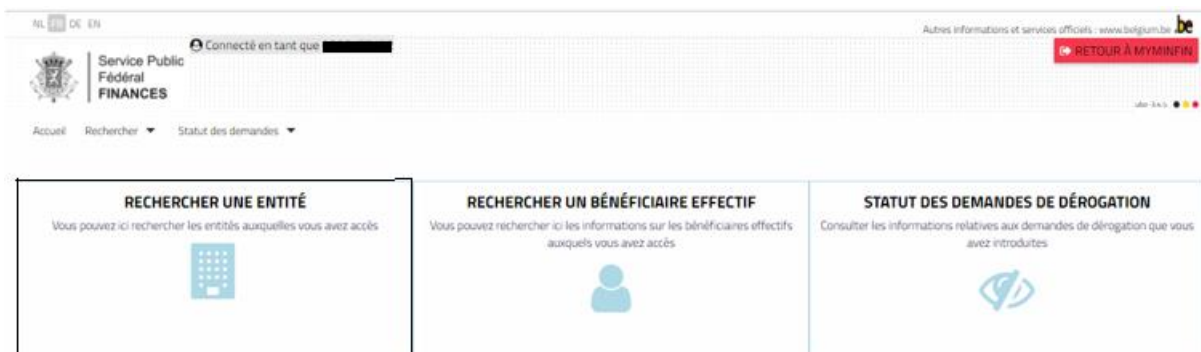 NL FR DE EN
Autres informations et services officiels : www.belgium.be .be
Connecté en tant que
RETOUR À MYMINFIN
Service Public
Fédéral
FINANCES
Accueil Rechercher Statut des demandes
RECHERCHER UNE ENTITÉ
Vous pouvez ici rechercher les entités auxquelles vous avez accès
RECHERCHER UN BÉNÉFICIAIRE EFFECTIF
Vous pouvez rechercher ici les informations sur les bénéficiaires effectifs
auxquels vous avez accès
STATUT DES DEMANDES DE DÉROGATION
Consulter les informations relatives aux demandes de dérogation que vous
avez introduites